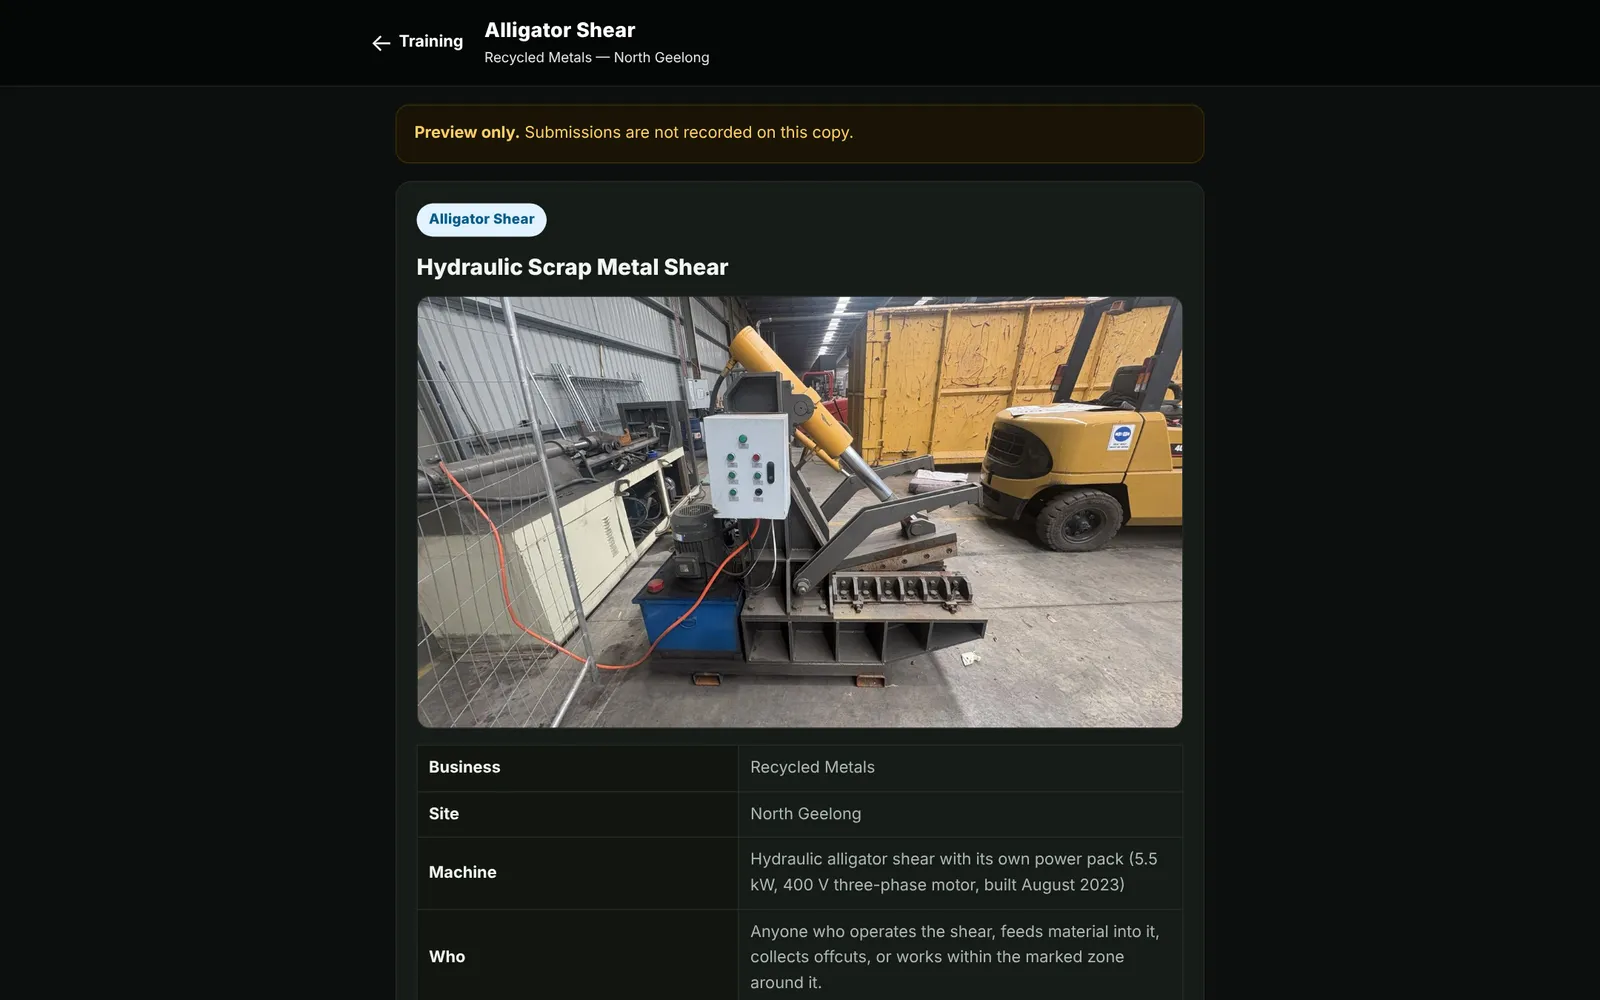 Training
Alligator Shear
Recycled Metals — North Geelong
Preview only. Submissions are not recorded on this copy.
Alligator Shear
Hydraulic Scrap Metal Shear
Business
Recycled Metals
Site
North Geelong
Machine
Hydraulic alligator shear with its own power pack (5.5
kW, 400 V three-phase motor, built August 2023)
Who
Anyone who operates the shear, feeds material into it,
collects offcuts, or works within the marked zone
around it.